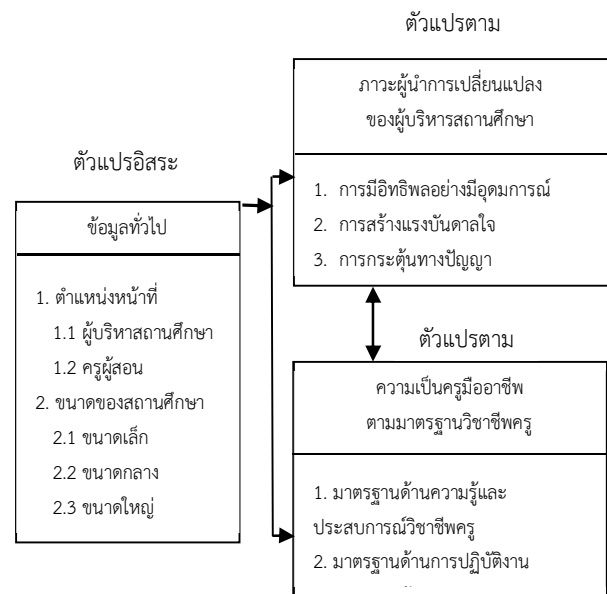 ตัวแปรตาม
ภาวะผู้นำการเปลี่ยนแปลง
ของผู้บริหารสถานศึกษา
1. การมีอิทธิพลอย่างมีอุดมการณ์
2. การสร้างแรงบันดาลใจ
3. การกระตุ้นทางปัญญา
ตัวแปรอิสระ
ข้อมูลทั่วไป
1. ตำแหน่งหน้าที่
1.1 ผู้บริหาสถานศึกษา
1.2 ครูผู้สอน
2. ขนาดของสถานศึกษา
2.1 ขนาดเล็ก
2.2 ขนาดกลาง
2.3 ขนาดใหญ่
ตัวแปรตาม
ความเป็นครูมืออาชีพ
ตามมาตรฐานวิชาชีพครู
1. มาตรฐานด้านความรู้และ
ประสบการณ์วิชาชีพครู
2. มาตรฐานด้านการปฏิบัติงาน